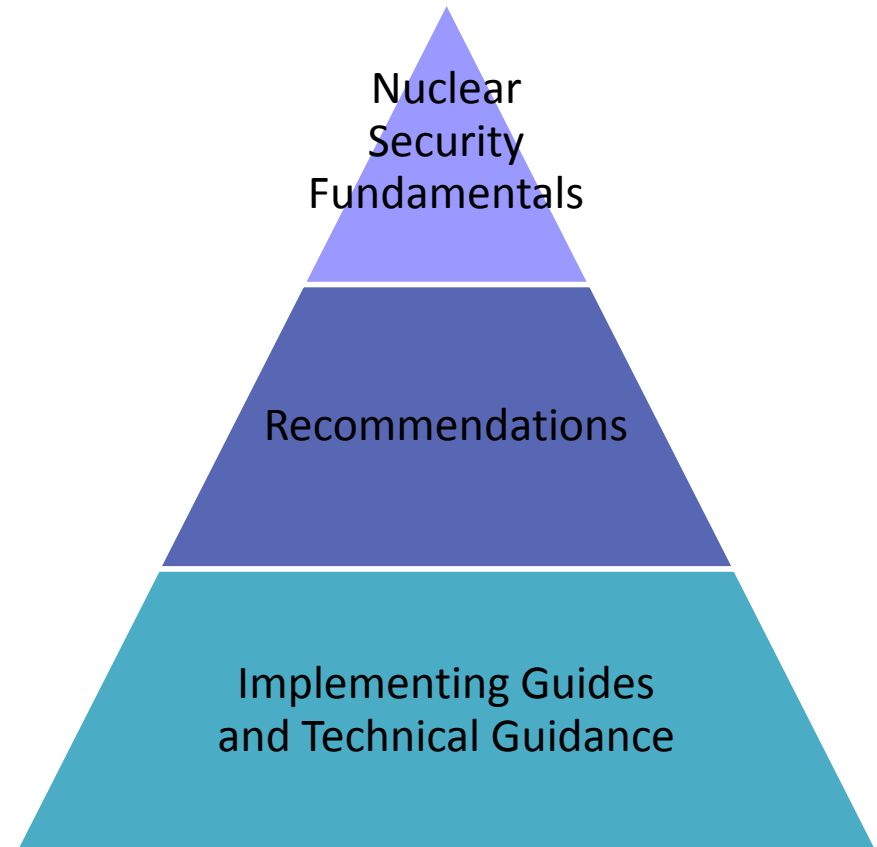 Nuclear
Security
Fundamentals
Recommendations
Implementing Guides
and Technical Guidance